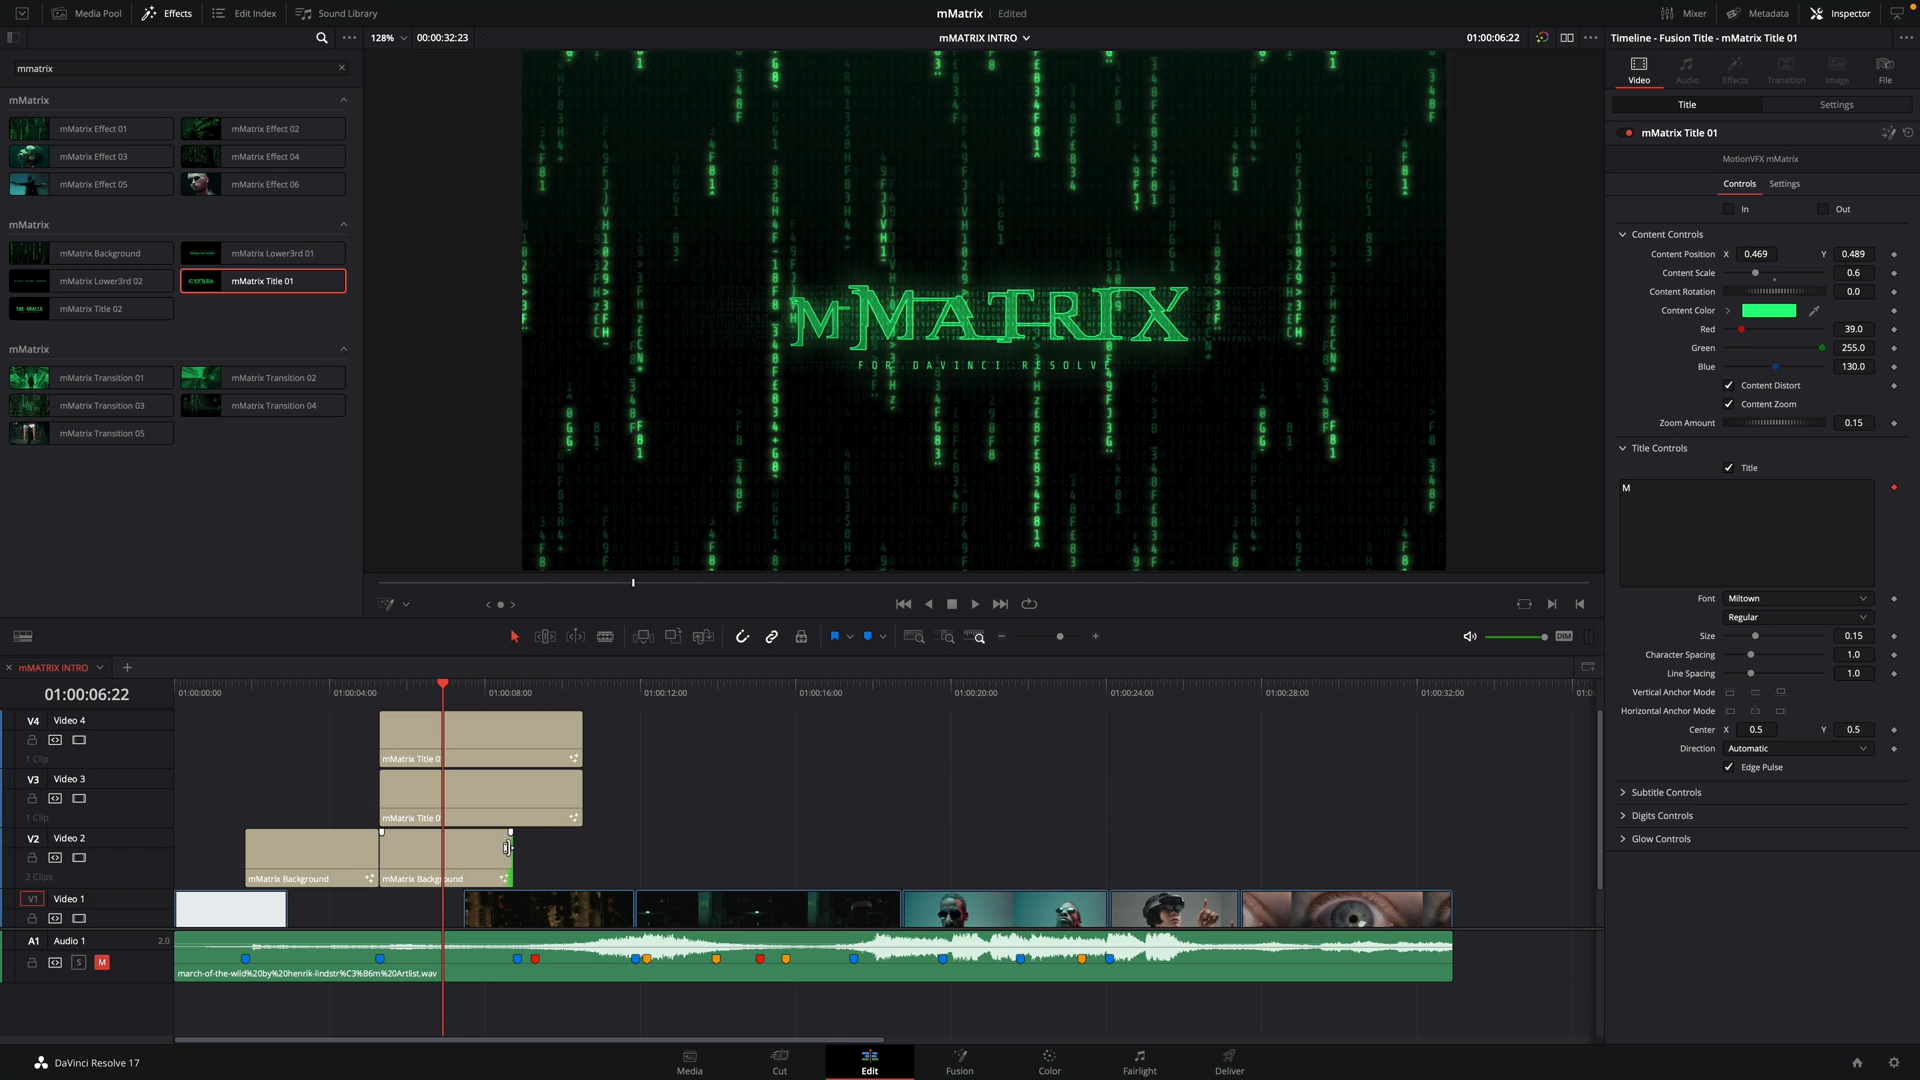 Media Pool
Effects
Edit Index
Sound Library
mMatrix
Edited
Mixer
Metadata
Inspector
128%
00:00:32:23
mMATRIX INTRO
01:00:06:22
Timeline - Fusion Title - mMatrix Title 01
mmatrix
Video
Audio
Effects
Transition
Image
File
Title
Settings
mMatrix
mMatrix Effect 01
mMatrix Effect 02
mMatrix Effect 03
mMatrix Effect 04
mMatrix Effect 05
mMatrix Effect 06
mMatrix
mMatrix Background
mMatrix Lower3rd 01
mMatrix Lower3rd 02
mMatrix Title 01
THE ORACLE
mMatrix Title 02
mMatrix
mMatrix Transition 01
mMatrix Transition 02
mMatrix Transition 03
mMatrix Transition 04
mMatrix Transition 05
mMATRIX
FOR DAVINCI RESOLVE
mMatrix Title 01
MotionVFX mMatrix
Controls
Settings
In
Out
Content Controls
Content Position X 0.469 Y 0.489
Content Scale 0.6
Content Rotation 0.0
Content Color
Red 39.0
Green 255.0
Blue 130.0
Content Distort
Content Zoom
Zoom Amount 0.15
Title Controls
Title
M
Font Miltown
Regular
Size 0.15
Character Spacing 1.0
Line Spacing 1.0
Vertical Anchor Mode
Horizontal Anchor Mode
Center X 0.5 Y 0.5
Direction Automatic
Edge Pulse
Subtitle Controls
Digits Controls
Glow Controls
DIM
mMATRIX INTRO
01:00:06:22
01:00:00:00
01:00:04:00
01:00:08:00
01:00:12:00
01:00:16:00
01:00:20:00
01:00:24:00
01:00:28:00
01:00:32:00
V4 Video 4
1 Clip
mMatrix Title 0
V3 Video 3
1 Clip
mMatrix Title 0
V2 Video 2
2 Clips
mMatrix Background
mMatrix Background
V1 Video 1
A1 Audio 1 2.0
S M
march-of-the-wild%20by%20henrik-lindstr%C3%B6m%20Artlist.wav
DaVinci Resolve 17
Media
Cut
Edit
Fusion
Color
Fairlight
Deliver